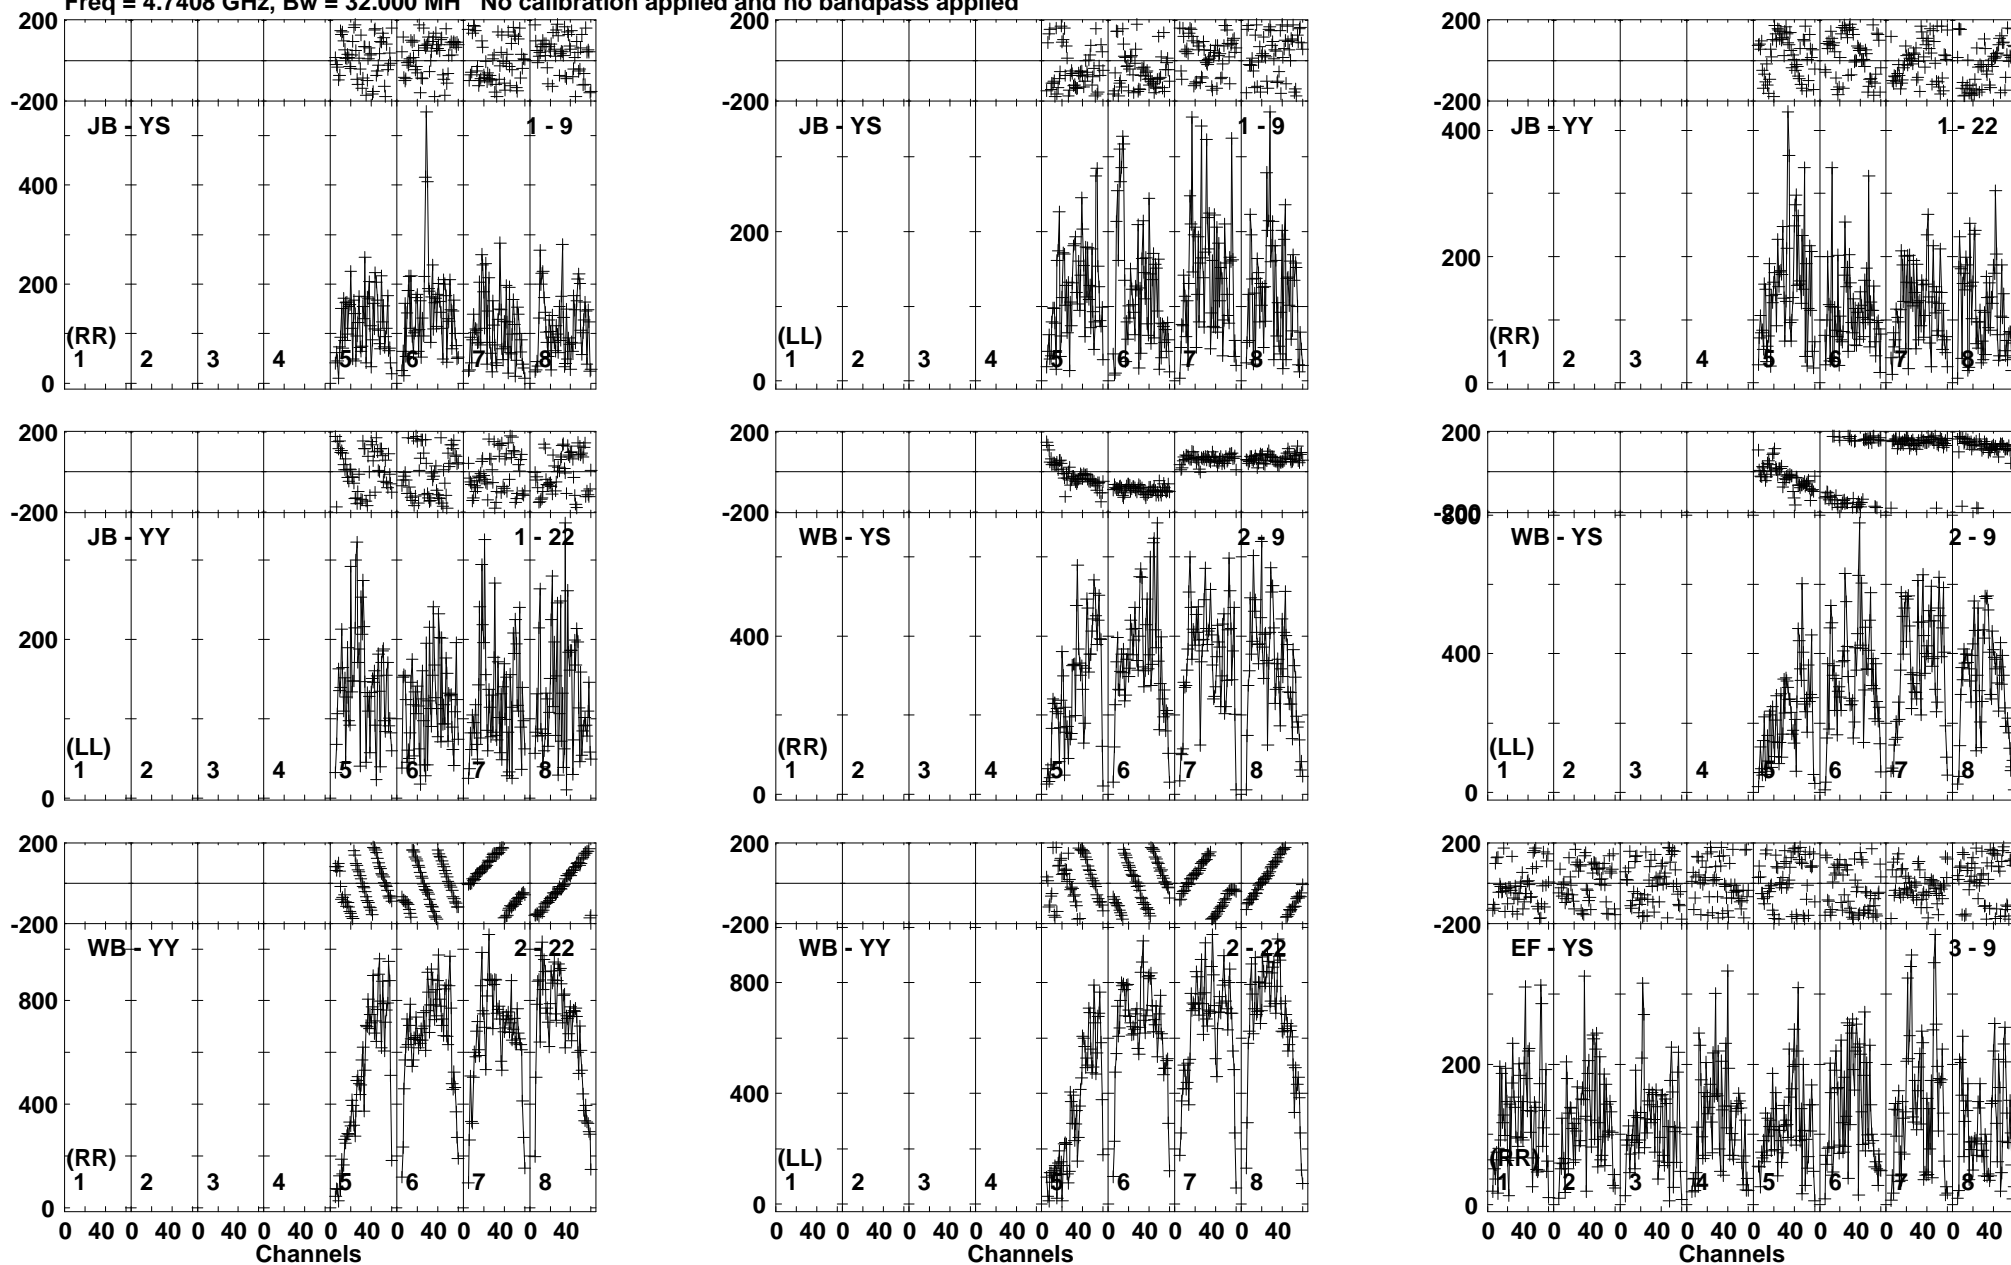 Freq = 4.7408 GHz, Bw = 32.000 MH No calibration applied and no bandpass applied
200 200 200
-200 -200 -200
JB - YS 1 - 9 JB - YS 1 - 9 JB - YY 1 - 22
400
400
200 200 200
(RR) (LL) (RR)
1 2 3 4 5 6 7 8 1 2 3 4 5 6 7 8 1 2 3 4 5 6 7 8
0 0 0
200 200 200
-200 -200 -200
800
JB - YY 1 - 22 WB - YS 2 - 9 WB - YS 2 - 9
200 400 400
(LL) (RR) (LL)
1 2 3 4 5 6 7 8 1 2 3 4 5 6 7 8 1 2 3 4 5 6 7 8
0 0 0
200 200 200
-200 -200 -200
WB - YY 2 - 22 WB - YY 2 - 22 EF - YS 3 - 9
800 800
200
400 400
(RR) (LL) (RR)
1 2 3 4 5 6 7 8 1 2 3 4 5 6 7 8 1 2 3 4 5 6 7 8
0 0 0
0 40 0 40 0 40 0 40 0 40 0 40 0 40 0 40 0 40 0 40 0 40 0 40 0 40 0 40 0 40 0 40 0 40 0 40 0 40 0 40 0 40 0 40 0 40 0 40
Channels Channels Channels